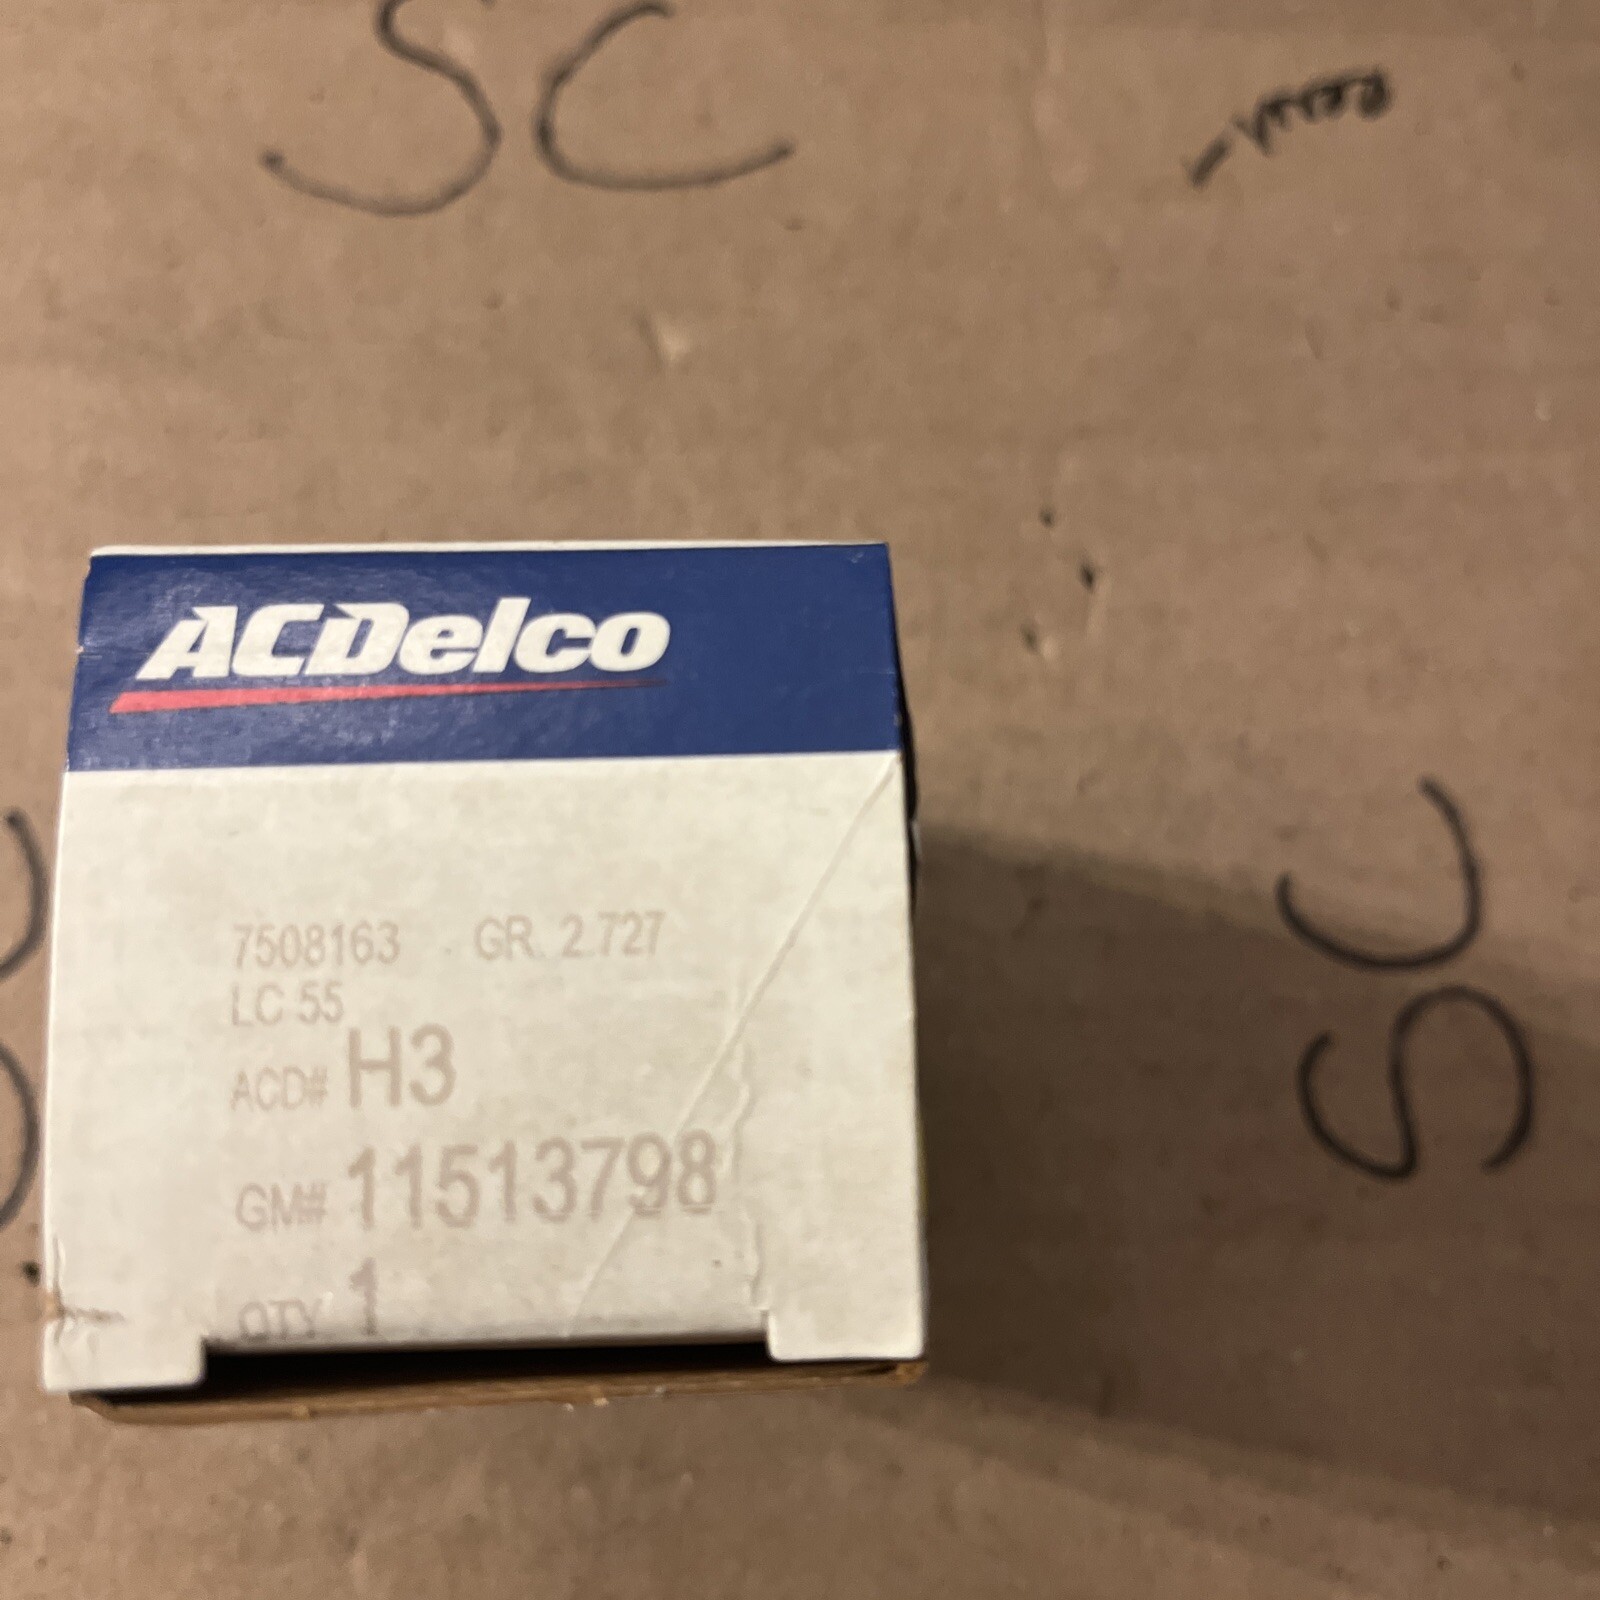 SC
ACDelco
7508163 GR. 2.727
LC 55
ACD# H3
GM# 11513798
QTY 1
SC